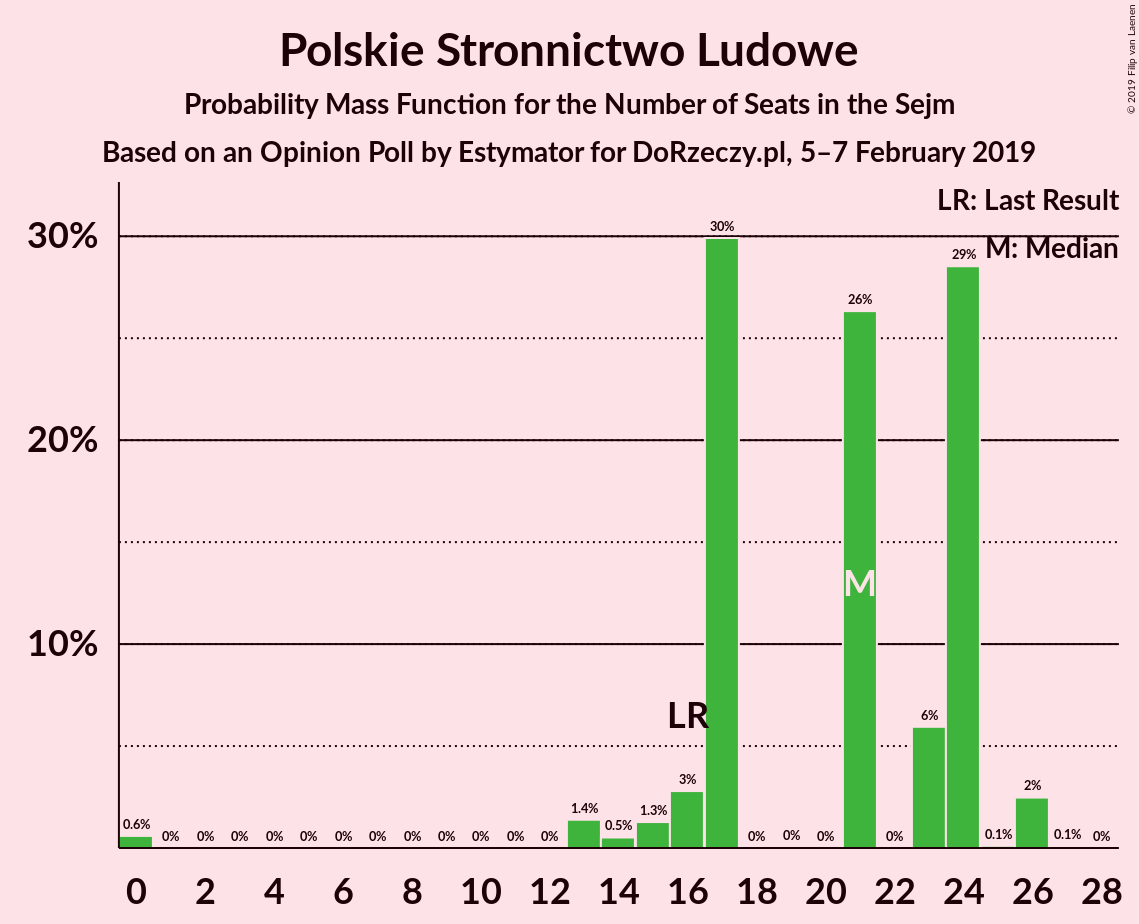 © 2019 Filip van Laenen
Polskie Stronnictwo Ludowe
Probability Mass Function for the Number of Seats in the Sejm
Based on an Opinion Poll by Estymator for DoRzeczy.pl, 5–7 February 2019
LR: Last Result
M: Median
30%
20%
10%
0.6% 0% 0% 0% 0% 0% 0% 0% 0% 0% 0% 0% 0% 1.4% 0.5% 1.3% 3% 30% 0% 0% 0% 26% 0% 6% 29% 0.1% 2% 0.1% 0%
LR
M
0 2 4 6 8 10 12 14 16 18 20 22 24 26 28